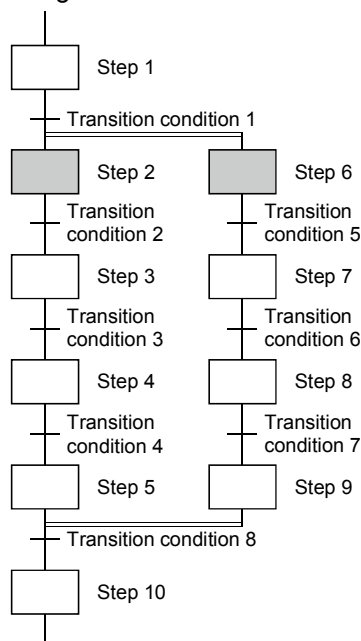 Step 1
Transition condition 1
Step 2
Step 6
Transition
condition 2
Transition
condition 5
Step 3
Step 7
Transition
condition 3
Transition
condition 6
Step 4
Step 8
Transition
condition 4
Transition
condition 7
Step 5
Step 9
Transition condition 8
Step 10